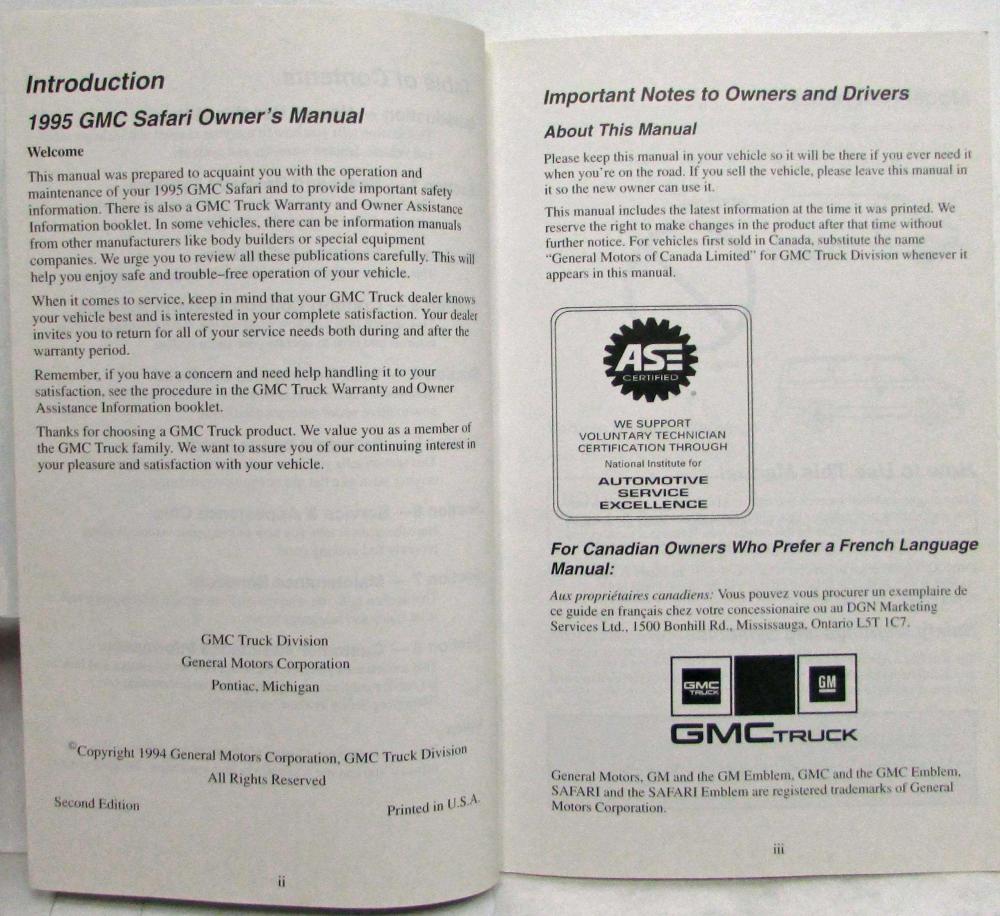 Introduction
1995 GMC Safari Owner's Manual
Welcome
This manual was prepared to acquaint you with the operation and
maintenance of your 1995 GMC Safari and to provide important safety
information. There is also a GMC Truck Warranty and Owner Assistance
Information booklet. In some vehicles, there can be information manuals
from other manufacturers like body builders or special equipment
companies. We urge you to review all these publications carefully. This will
help you enjoy safe and trouble–free operation of your vehicle.
When it comes to service, keep in mind that your GMC Truck dealer knows
your vehicle best and is interested in your complete satisfaction. Your dealer
invites you to return for all of your service needs both during and after the
warranty period.
Remember, if you have a concern and need help handling it to your
satisfaction, see the procedure in the GMC Truck Warranty and Owner
Assistance Information booklet.
Thanks for choosing a GMC Truck product. We value you as a member of
the GMC Truck family. We want to assure you of our continuing interest in
your pleasure and satisfaction with your vehicle.
GMC Truck Division
General Motors Corporation
Pontiac, Michigan
©Copyright 1994 General Motors Corporation, GMC Truck Division
All Rights Reserved
Second Edition
Printed in U.S.A.
ii
Important Notes to Owners and Drivers
About This Manual
Please keep this manual in your vehicle so it will be there if you ever need it
when you're on the road. If you sell the vehicle, please leave this manual in
it so the new owner can use it.
This manual includes the latest information at the time it was printed. We
reserve the right to make changes in the product after that time without
further notice. For vehicles first sold in Canada, substitute the name
“General Motors of Canada Limited” for GMC Truck Division whenever it
appears in this manual.
ASE
CERTIFIED
WE SUPPORT
VOLUNTARY TECHNICIAN
CERTIFICATION THROUGH
National Institute for
AUTOMOTIVE
SERVICE
EXCELLENCE
For Canadian Owners Who Prefer a French Language
Manual:
Aux propriétaires canadiens: Vous pouvez vous procurer un exemplaire de
ce guide en français chez votre concessionaire ou au DGN Marketing
Services Ltd., 1500 Bonhill Rd., Mississauga, Ontario L5T 1C7.
GMC
TRUCK
GM
GMC TRUCK
General Motors, GM and the GM Emblem, GMC and the GMC Emblem,
SAFARI and the SAFARI Emblem are registered trademarks of General
Motors Corporation.
iii